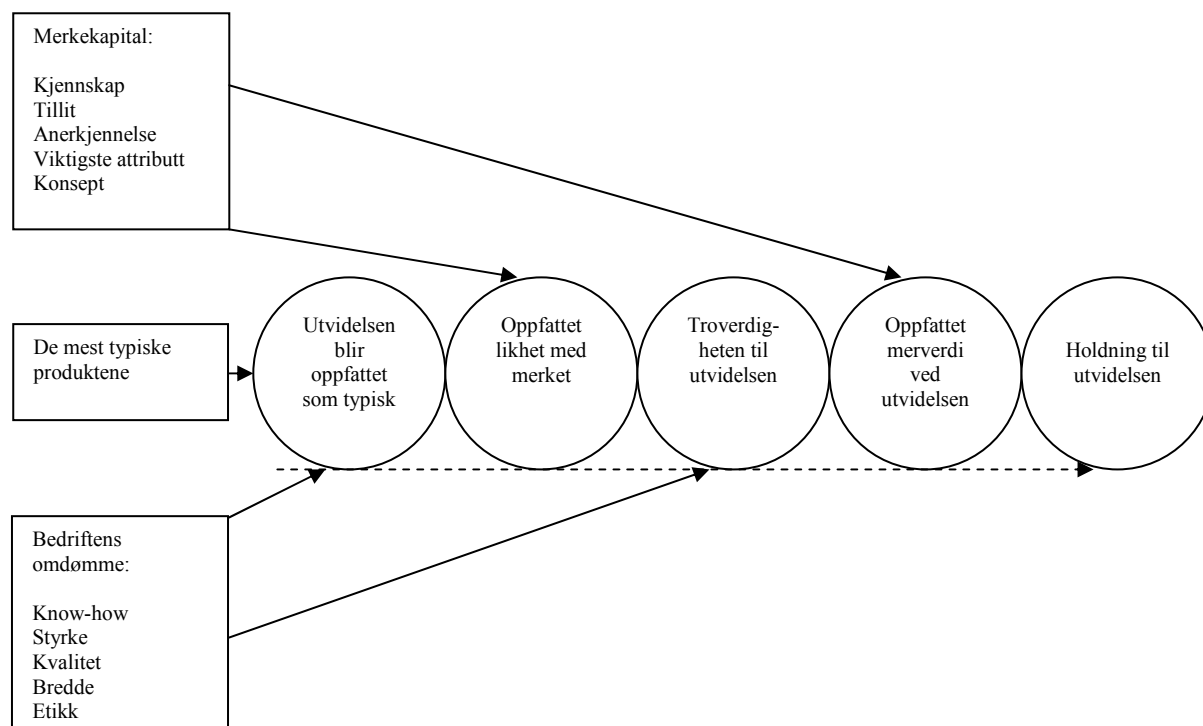 Merkekapital:
Kjennskap
Tillit
Anerkjennelse
Viktigste attributt
Konsept
De mest typiske
produktene
Utvidelsen
blir
oppfattet
som typisk
Oppfattet
likhet med
merket
Troverdig-
heten til
utvidelsen
Oppfattet
merverdi
ved
utvidelsen
Holdning til
utvidelsen
Bedriftens
omdømme:
Know-how
Styrke
Kvalitet
Bredde
Etikk